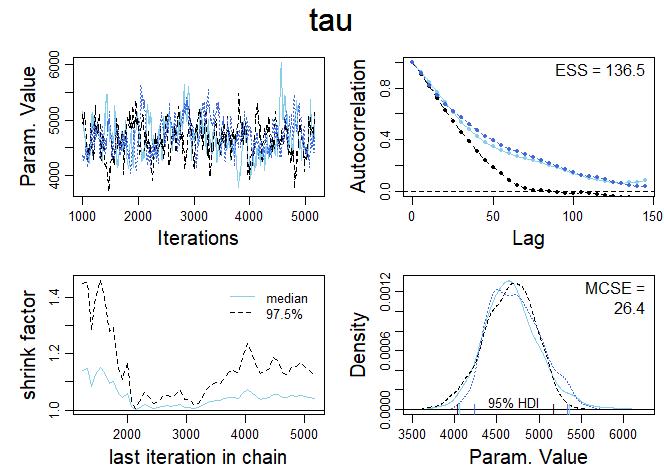 tau
Param. Value
4000 5000 6000
1000 2000 3000 4000 5000
Iterations
Autocorrelation
0.0 0.4 0.8
ESS = 136.5
0 50 100 150
Lag
shrink factor
1.0 1.2 1.4
median
97.5%
2000 3000 4000 5000
last iteration in chain
Density
0.0000 0.0006 0.0012
MCSE =
26.4
95% HDI
3500 4000 4500 5000 5500 6000
Param. Value